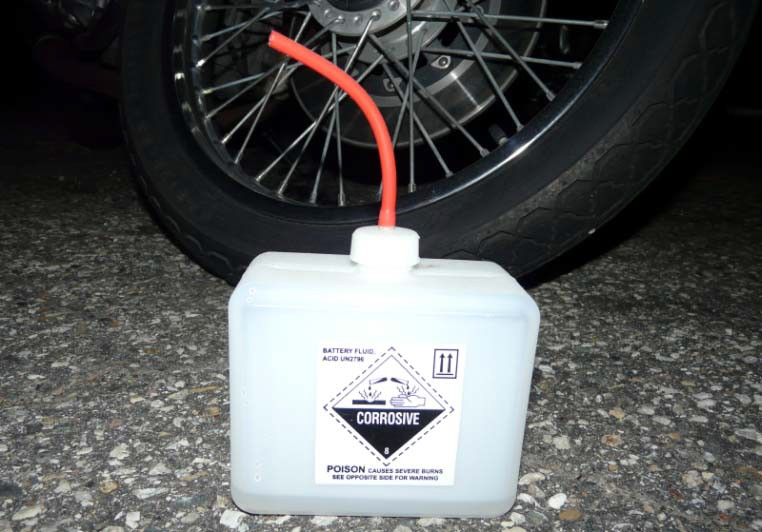 BATTERY FLUID,
ACID UN2796
CORROSIVE
8
POISON CAUSES SEVERE BURNS
SEE OPPOSITE SIDE FOR WARNING